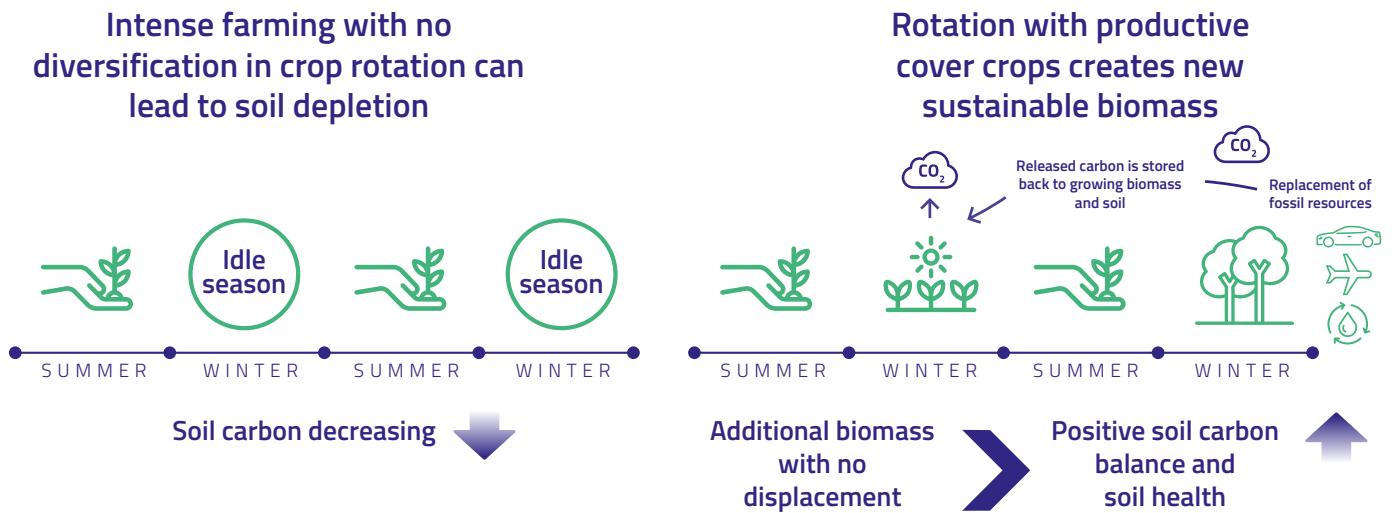 Intense farming with no
diversification in crop rotation can
lead to soil depletion
Idle
season
Idle
season
SUMMER
WINTER
SUMMER
WINTER
Soil carbon decreasing
Rotation with productive
cover crops creates new
sustainable biomass
CO₂
Released carbon is stored
back to growing biomass
and soil
CO₂
Replacement of
fossil resources
SUMMER
WINTER
SUMMER
WINTER
Additional biomass
with no
displacement
Positive soil carbon
balance and
soil health